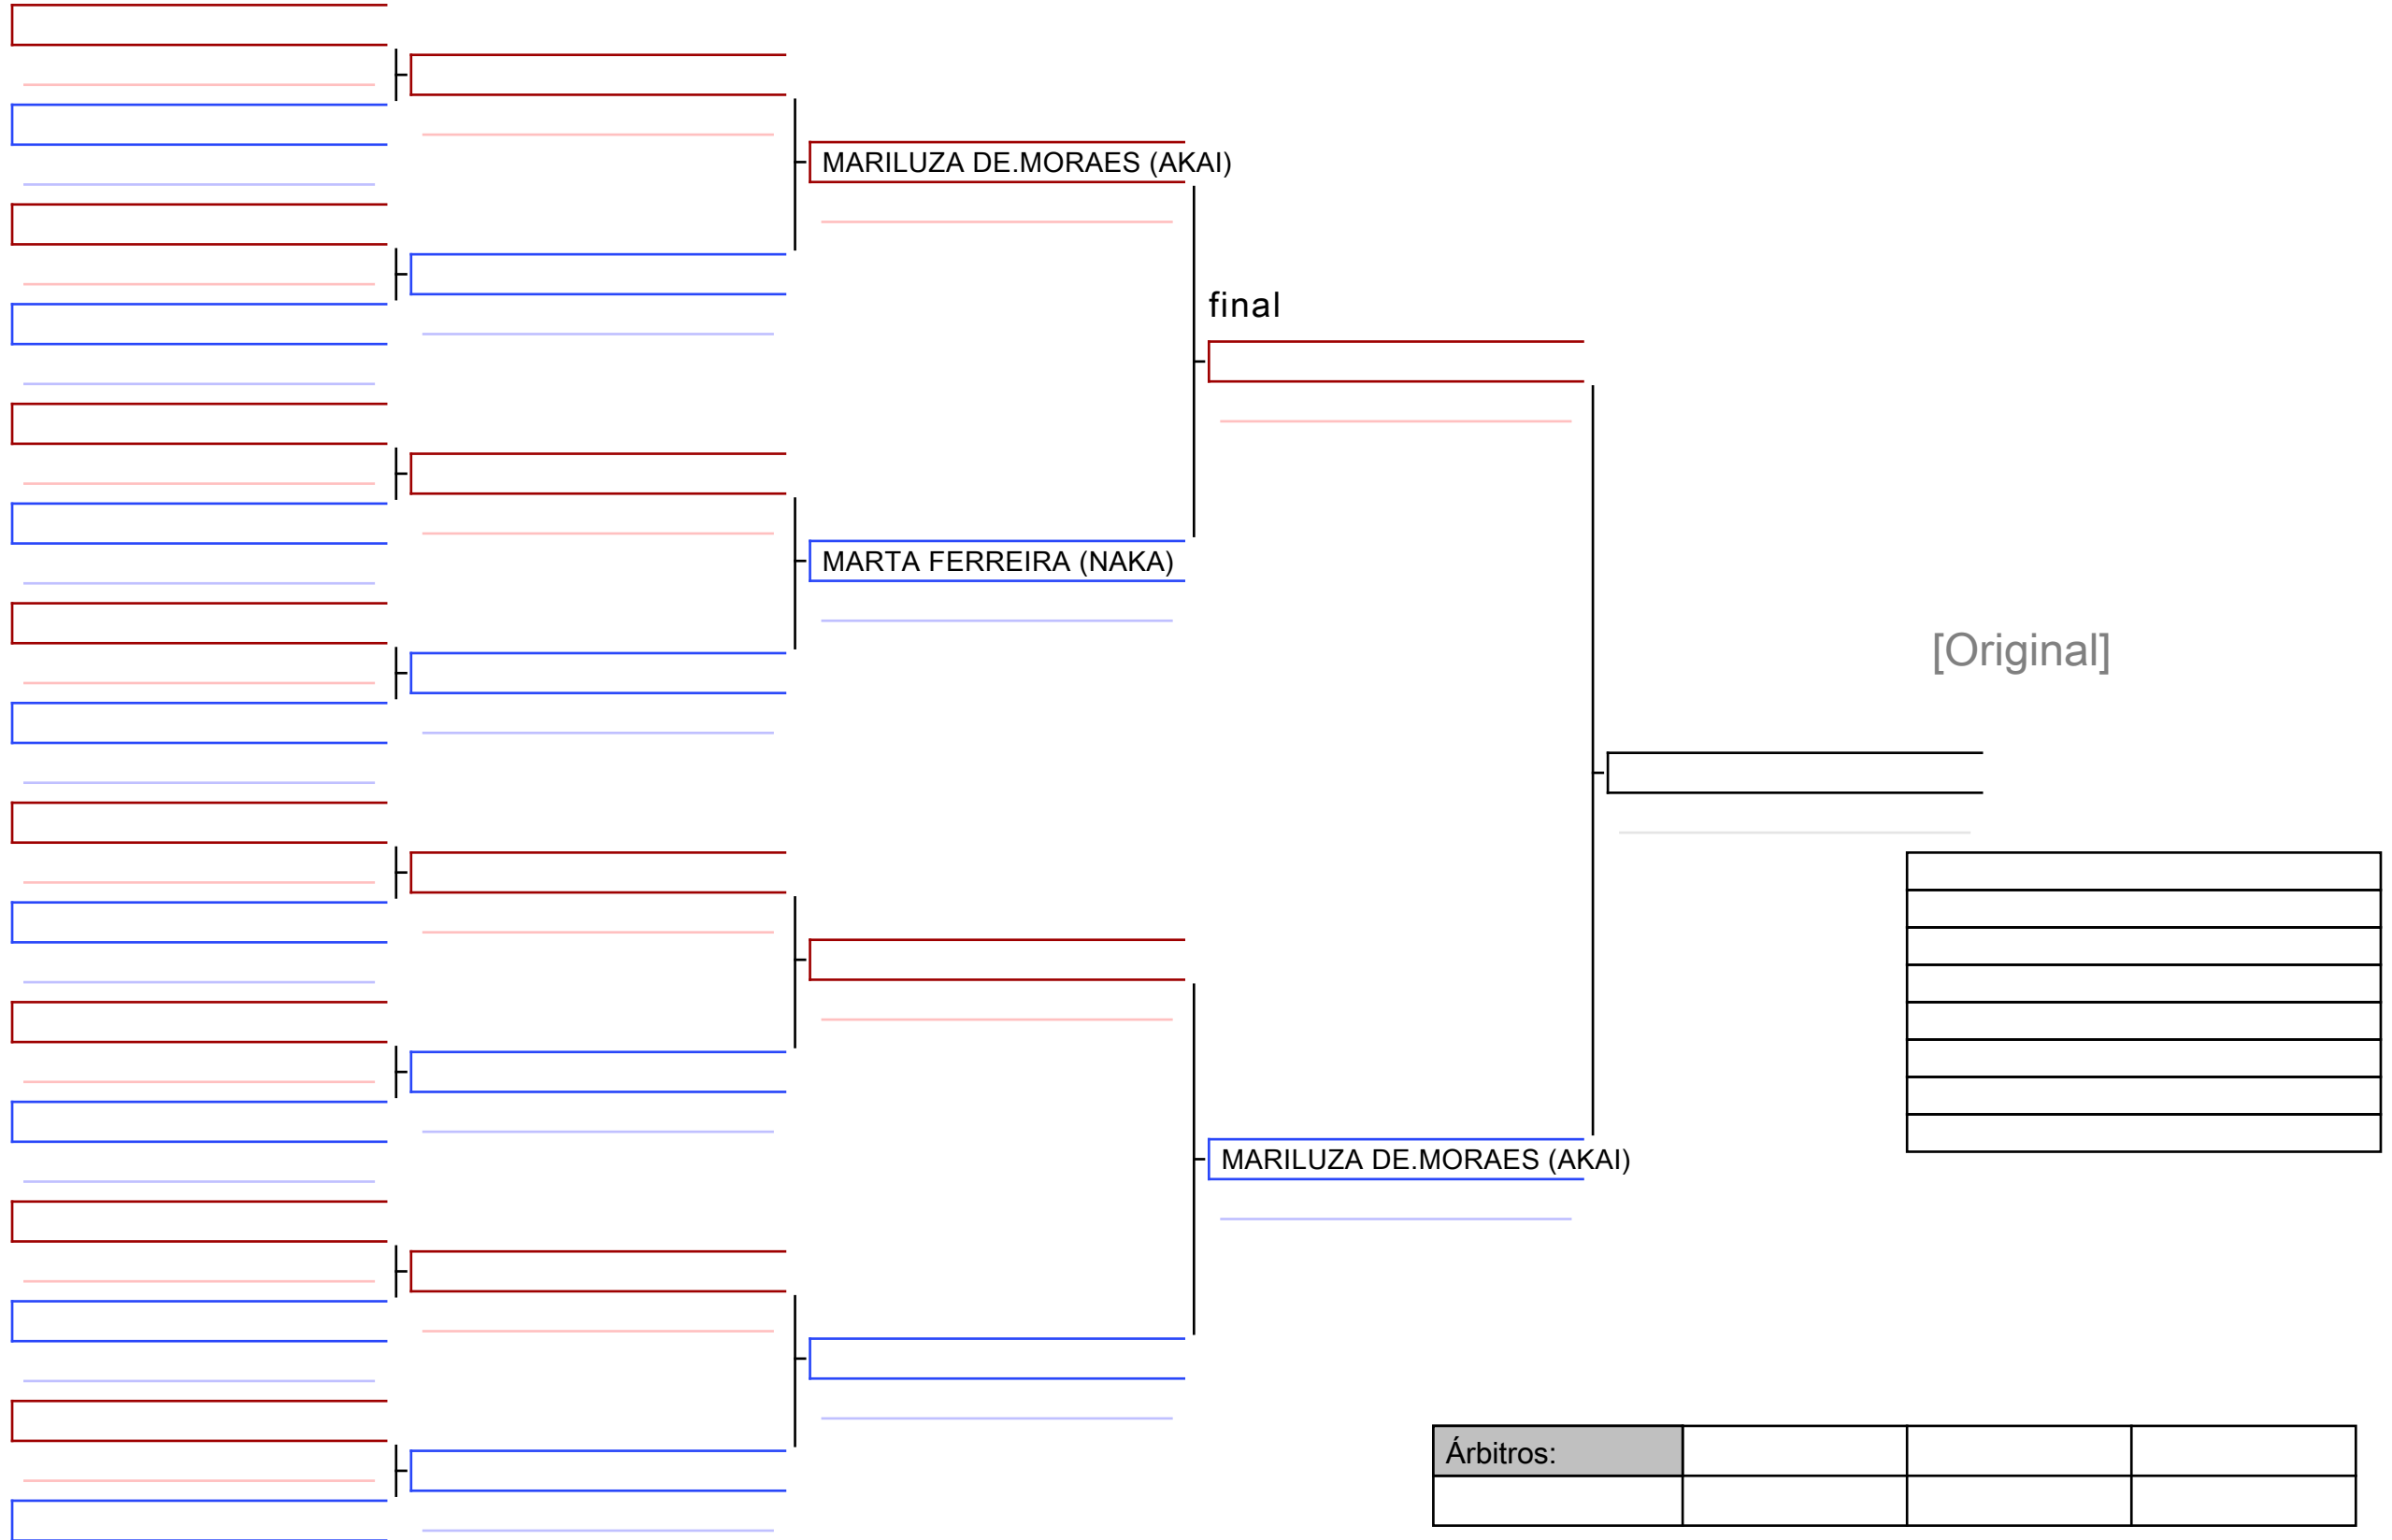 MARILUZA DE.MORAES (AKAI)
final
MARTA FERREIRA (NAKA)
[Original]
MARILUZA DE.MORAES (AKAI)
Árbitros: